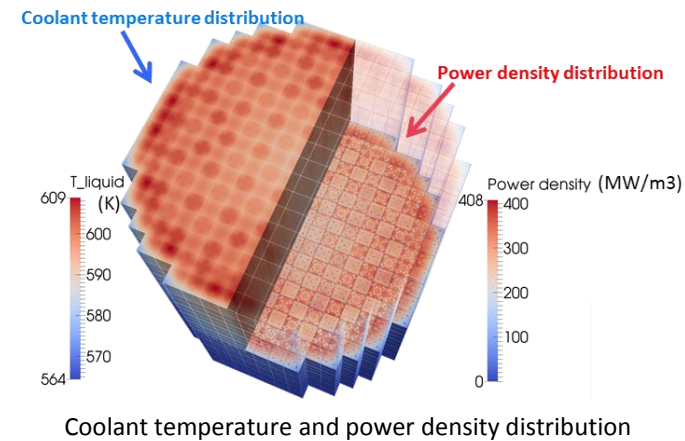 Coolant temperature distribution
Power density distribution
T_liquid
(K)
609
600
590
580
570
564
Power density (MW/m3)
408
400
300
200
100
0
Coolant temperature and power density distribution